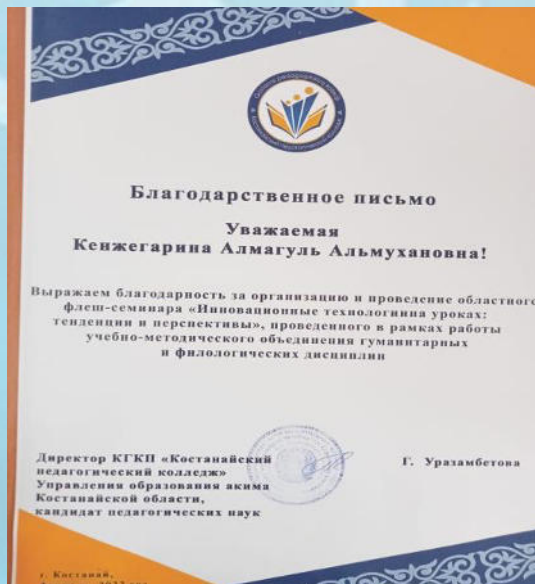 Благодарственное письмо
Уважаемая
Кенжегарина Алмагуль Альмухановна!
Выражаем благодарность за организацию и проведение областного
флеш-семинара «Инновационные технологиина уроках:
тенденции и перспективы», проведенного в рамках работы
учебно-методического объединения гуманитарных
и филологических дисциплин
Директор КГКП «Костанайский
педагогический колледж»
Управления образования акима
Костанайской области,
кандидат педагогических наук
Г. Уразамбетова
г. Костанай,